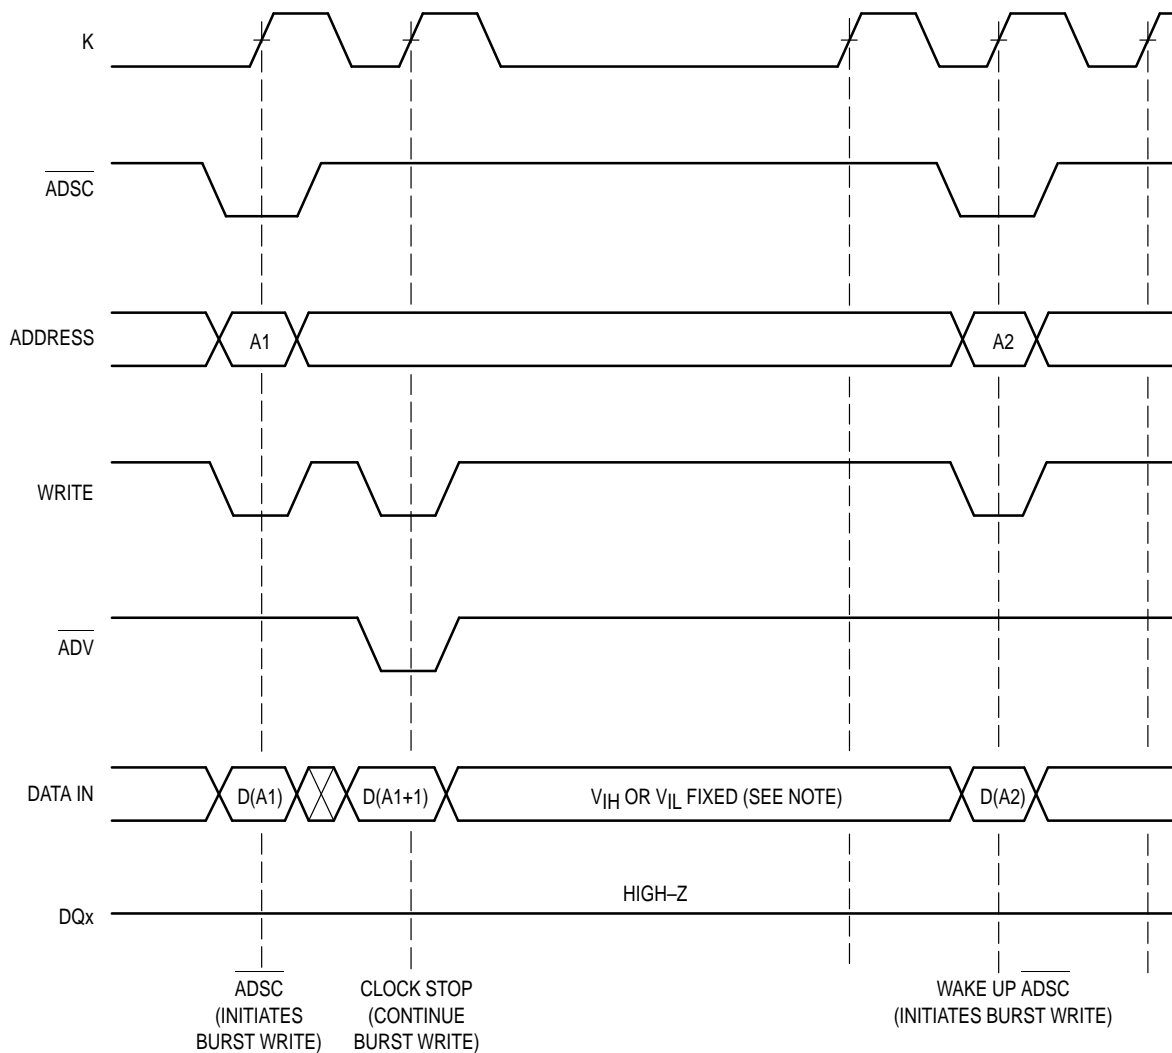 K
ADSC
ADDRESS
A1
A2
WRITE
ADV
DATA IN
D(A1)
D(A1+1)
VIH OR VIL FIXED (SEE NOTE)
D(A2)
HIGH–Z
DQx
ADSC
(INITIATES
BURST WRITE)
CLOCK STOP
(CONTINUE
BURST WRITE)
WAKE UP ADSC
(INITIATES BURST WRITE)